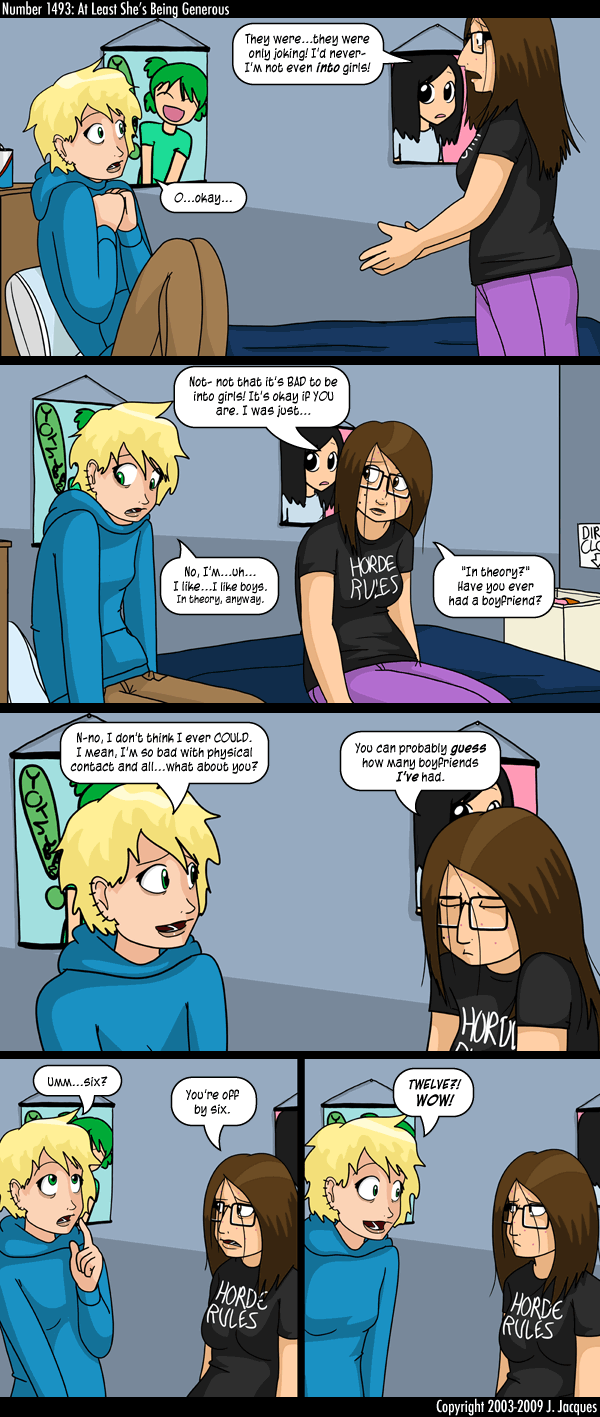 Number 1493: At Least She's Being Generous
They were...they were
only joking! I'd never-
I'm not even into girls!
O...okay...
Not- not that it's BAD to be
into girls! It's okay if YOU
are. I was just...
No, I'm...uh...
I like...I like boys.
In theory, anyway.
"In theory?"
Have you ever
had a boyfriend?
HORDE
RULES
DIR
CLO
N-no, I don't think I ever COULD.
I mean, I'm so bad with physical
contact and all...what about you?
You can probably guess
how many boyfriends
I've had.
HORDE
Umm...six?
You're off
by six.
HORDE
RULES
TWELVE?!
WOW!
HORDE
RULES
Copyright 2003-2009 J. Jacques